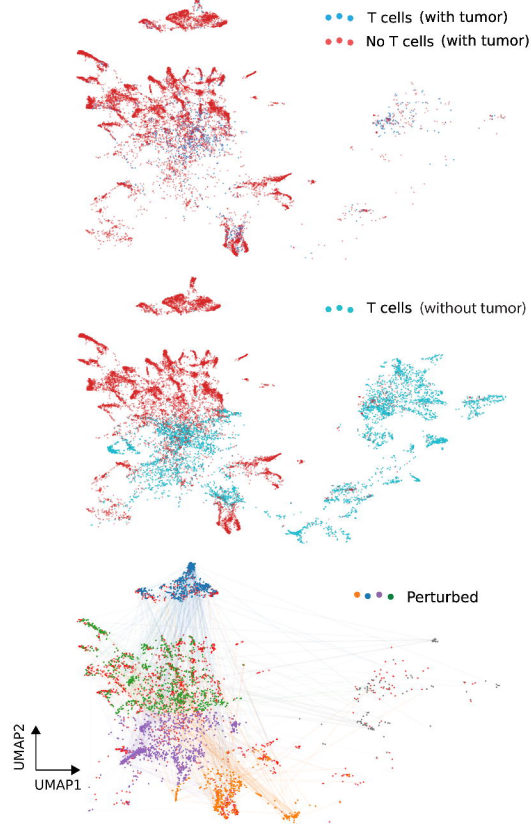 T cells (with tumor)
No T cells (with tumor)
T cells (without tumor)
Perturbed
UMAP2
UMAP1